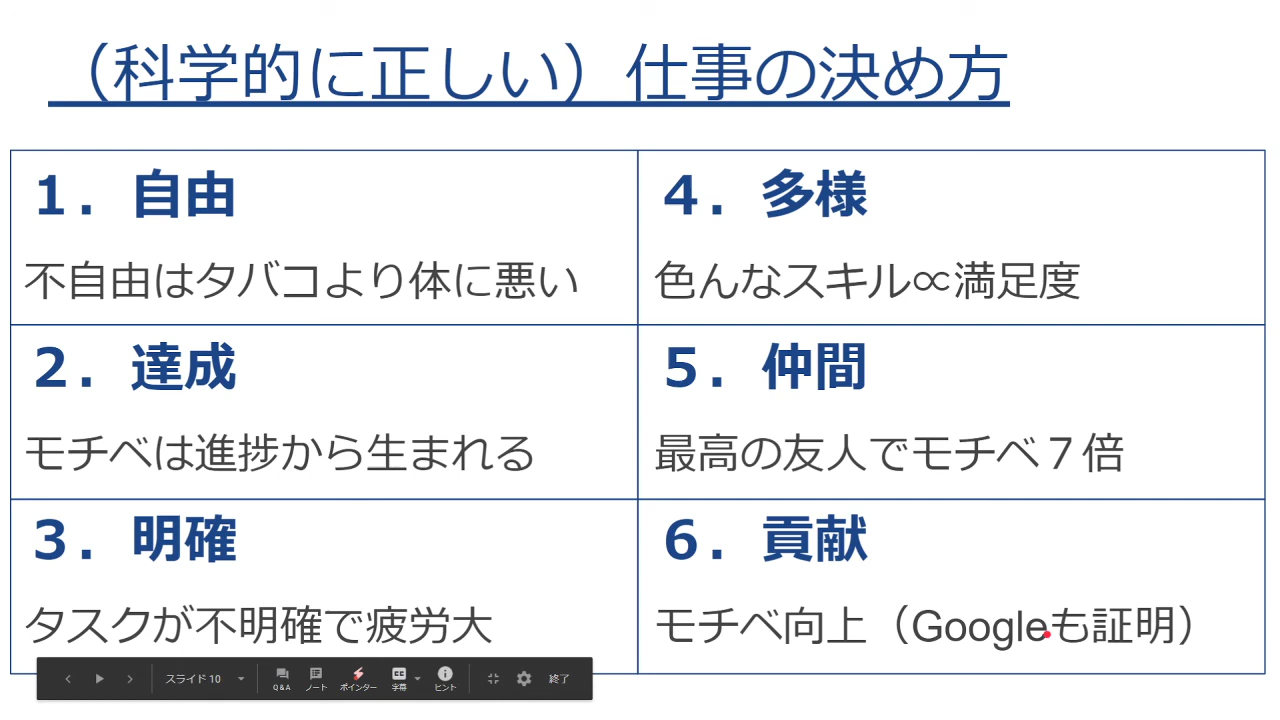 （科学的に正しい）仕事の決め方
１．自由
不自由はタバコより体に悪い
２．達成
モチベは進捗から生まれる
３．明確
タスクが不明確で疲労大
４．多様
色んなスキル∝満足度
５．仲間
最高の友人でモチベ７倍
６．貢献
モチベ向上（Googleも証明）
スライド 10
Q&A
ノート
ポインター
CC
字幕
ヒント
終了